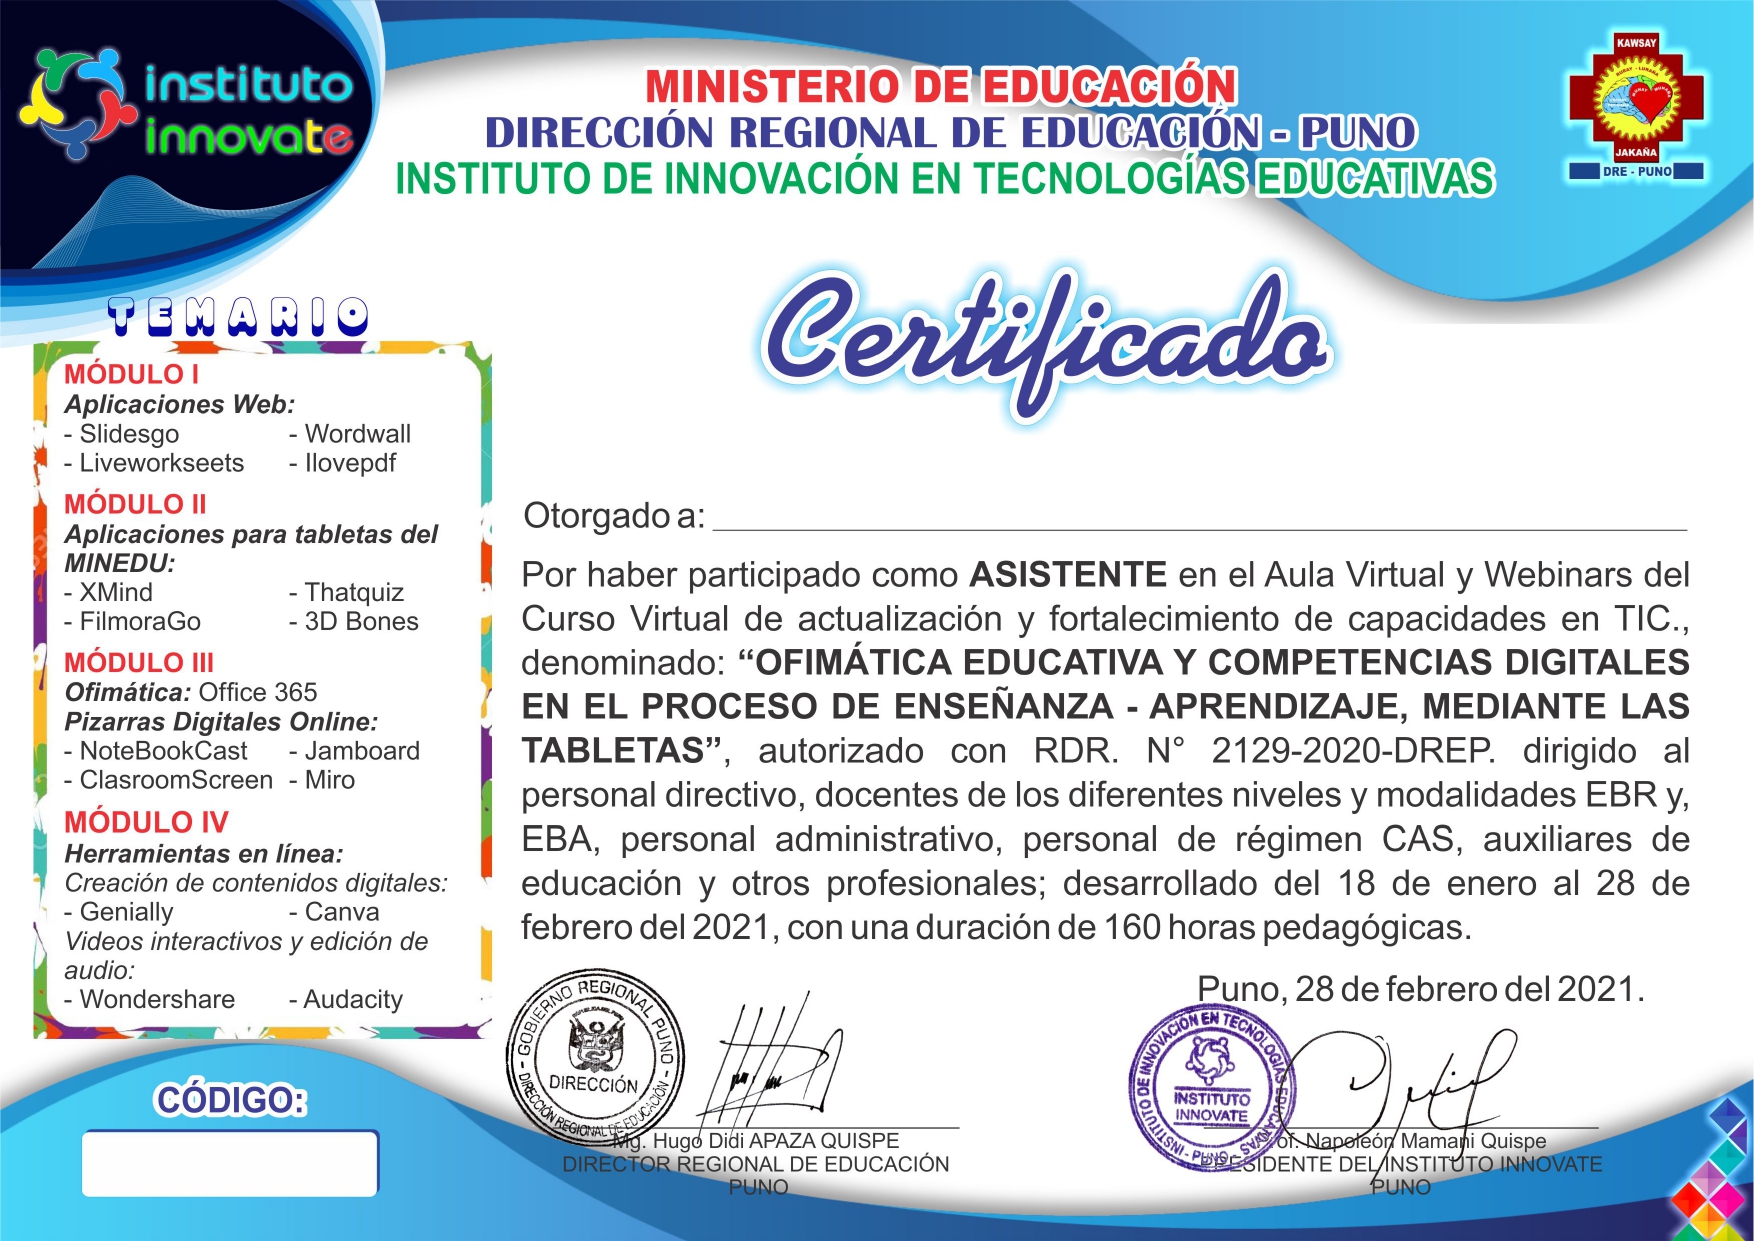 instituto
innovate
MINISTERIO DE EDUCACIÓN
DIRECCIÓN REGIONAL DE EDUCACIÓN - PUNO
INSTITUTO DE INNOVACIÓN EN TECNOLOGÍAS EDUCATIVAS
KAWSAY
JAKAÑA
DRE - PUNO
Certificado
TEMARIO
MÓDULO I
Aplicaciones Web:
- Slidesgo - Wordwall
- Liveworkseets - Ilovepdf
MÓDULO II
Aplicaciones para tabletas del
MINEDU:
- XMind - Thatquiz
- FilmoraGo - 3D Bones
MÓDULO III
Ofimática: Office 365
Pizarras Digitales Online:
- NoteBookCast - Jamboard
- ClasroomScreen - Miro
MÓDULO IV
Herramientas en línea:
Creación de contenidos digitales:
- Genially - Canva
Videos interactivos y edición de
audio:
- Wondershare - Audacity
CÓDIGO:
Otorgado a:
Por haber participado como ASISTENTE en el Aula Virtual y Webinars del
Curso Virtual de actualización y fortalecimiento de capacidades en TIC.,
denominado: “OFIMÁTICA EDUCATIVA Y COMPETENCIAS DIGITALES
EN EL PROCESO DE ENSEÑANZA - APRENDIZAJE, MEDIANTE LAS
TABLETAS”, autorizado con RDR. N° 2129-2020-DREP. dirigido al
personal directivo, docentes de los diferentes niveles y modalidades EBR y,
EBA, personal administrativo, personal de régimen CAS, auxiliares de
educación y otros profesionales; desarrollado del 18 de enero al 28 de
febrero del 2021, con una duración de 160 horas pedagógicas.
Puno, 28 de febrero del 2021.
- GOBIERNO REGIONAL PUNO -
DIRECCIÓN REGIONAL DE EDUCACIÓN
DIRECCIÓN
Mg. Hugo Didi APAZA QUISPE
DIRECTOR REGIONAL DE EDUCACIÓN
PUNO
INSTITUTO DE INNOVACIÓN EN TECNOLOGÍAS EDUCATIVAS
- PUNO -
INSTITUTO
INNOVATE
Prof. Napoleón Mamani Quispe
PRESIDENTE DEL INSTITUTO INNOVATE
PUNO